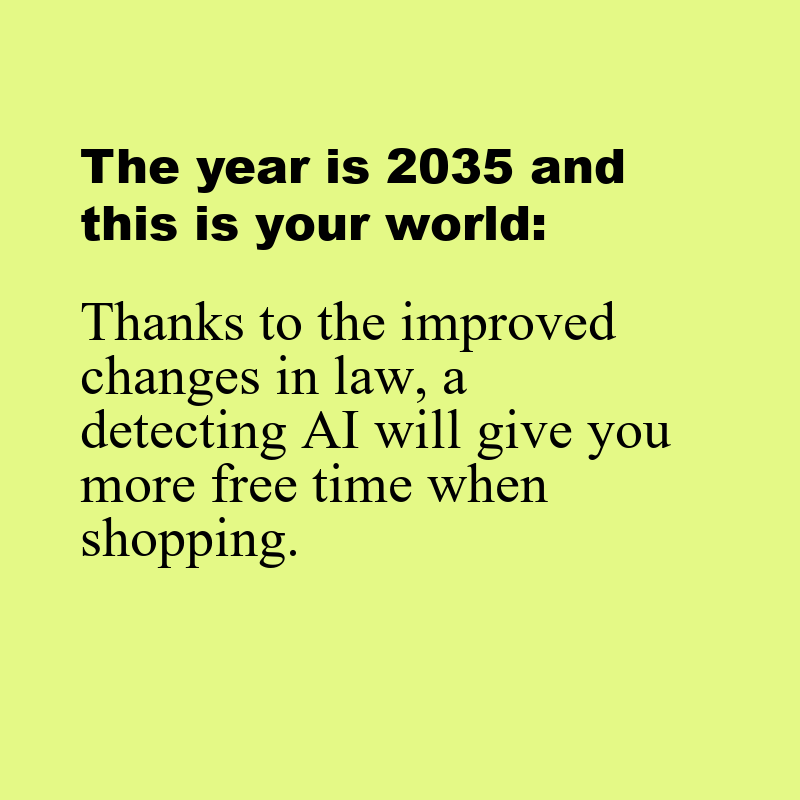 The year is 2035 and
this is your world:
Thanks to the improved
changes in law, a
detecting AI will give you
more free time when
shopping.